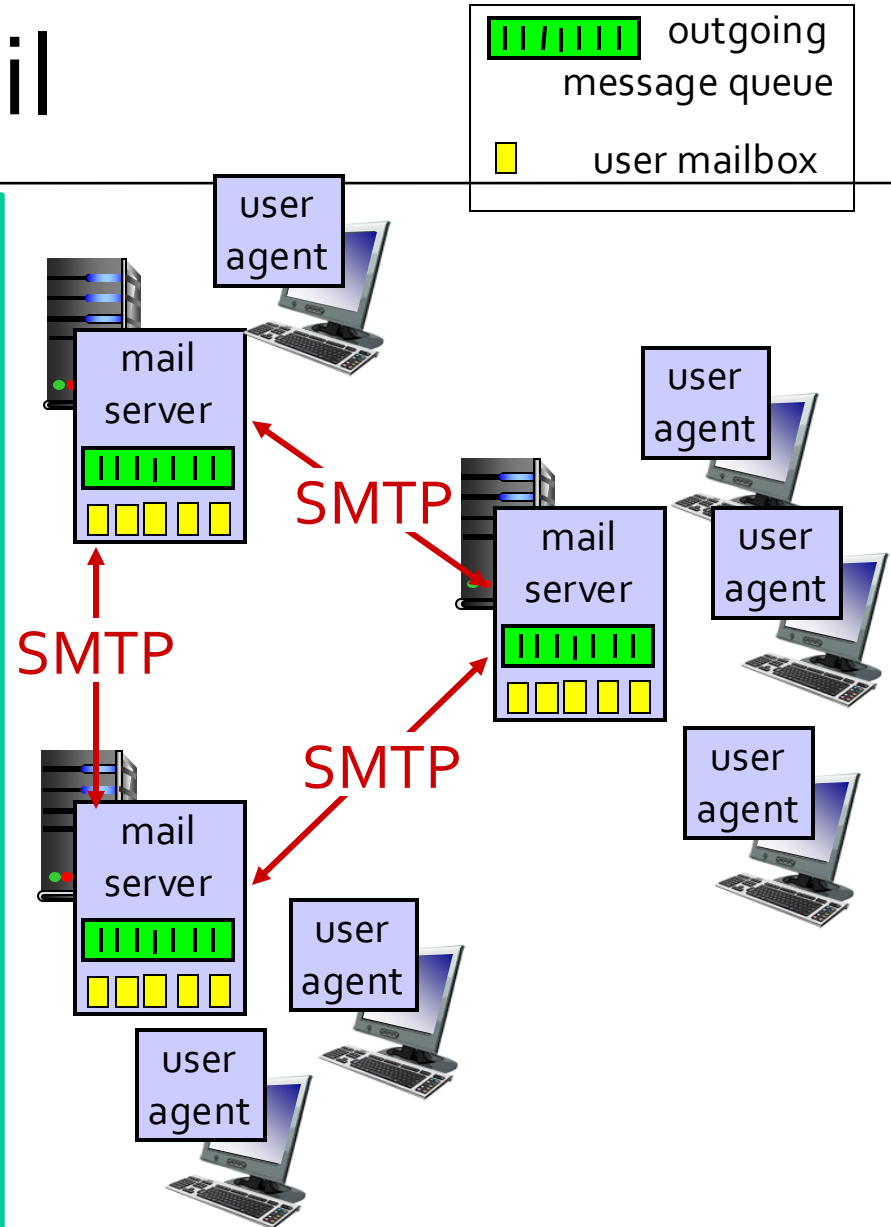 il
outgoing
message queue
user mailbox
user
agent
mail
server
SMTP
user
agent
mail
server
user
agent
SMTP
SMTP
user
agent
mail
server
user
agent
user
agent